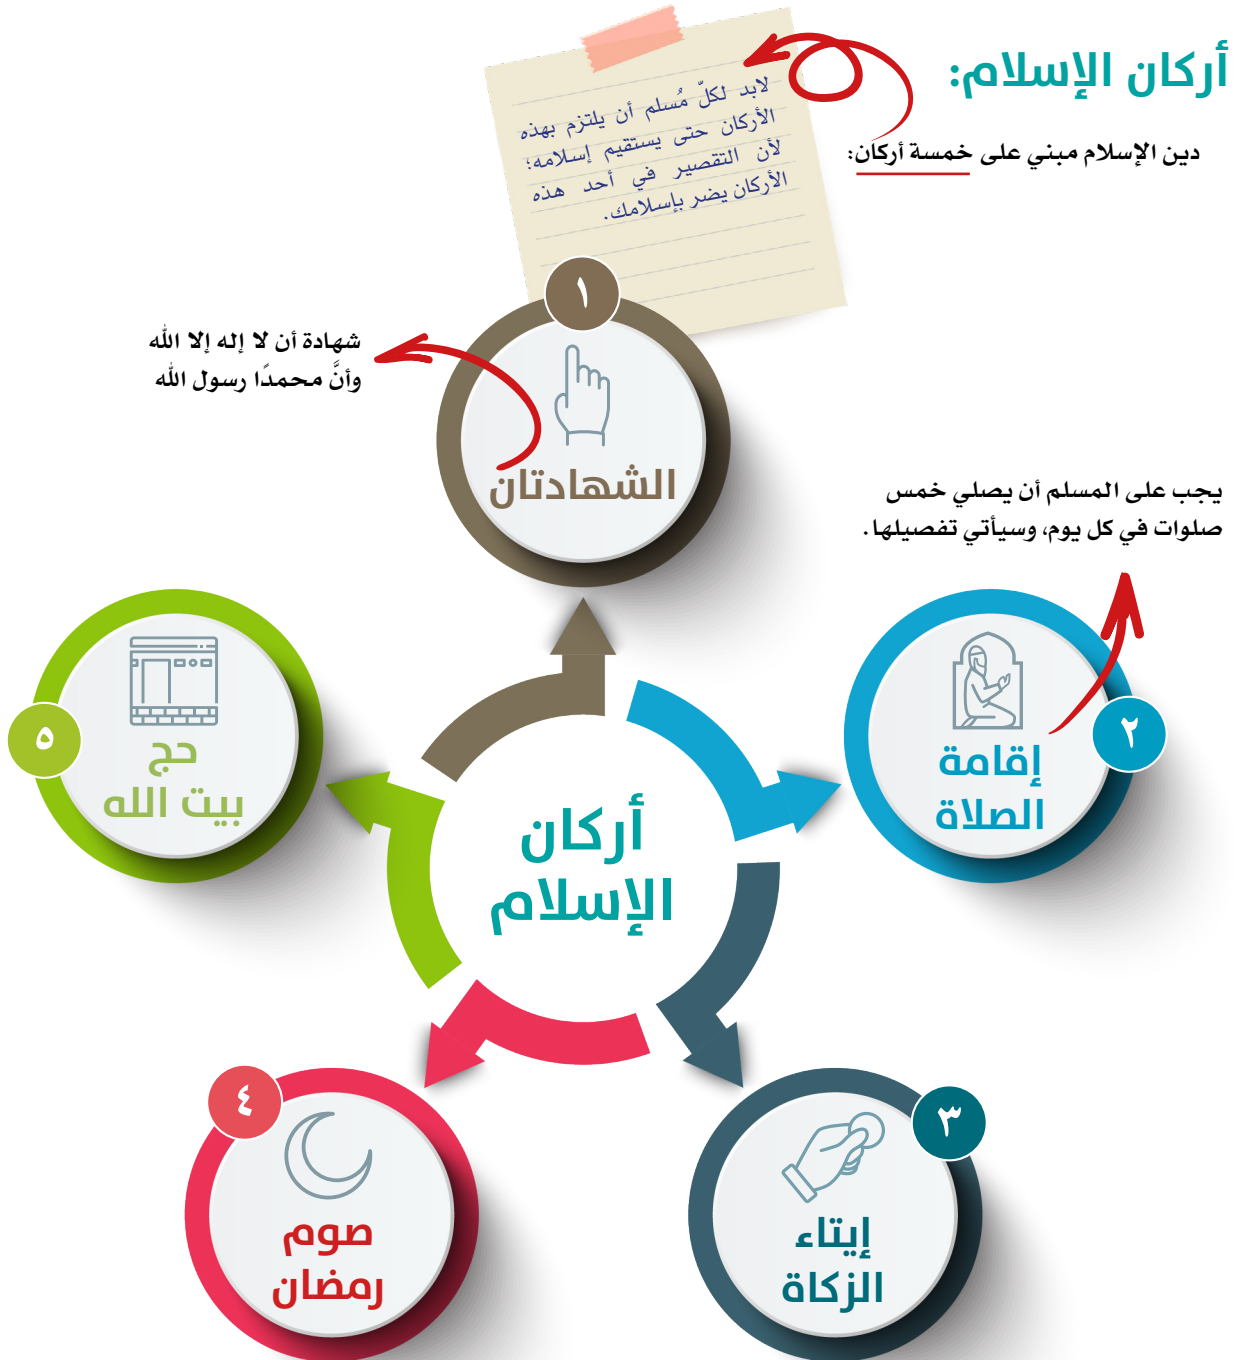 أركان الإسلام:
دين الإسلام مبني على خمسة أركان:
لابد لكلّ مُسلم أن يلتزم بهذه
الأركان حتى يستقيم إسلامه؛
لأن التقصير في أحد هذه
الأركان يضر بإسلامك.
١
الشهادتان
شهادة أن لا إله إلا الله
وأنَّ محمدًا رسول الله
يجب على المسلم أن يصلي خمس
صلوات في كل يوم، وسيأتي تفصيلها.
٢
إقامة
الصلاة
٣
إيتاء
الزكاة
٤
صوم
رمضان
٥
حج
بيت الله
أركان
الإسلام